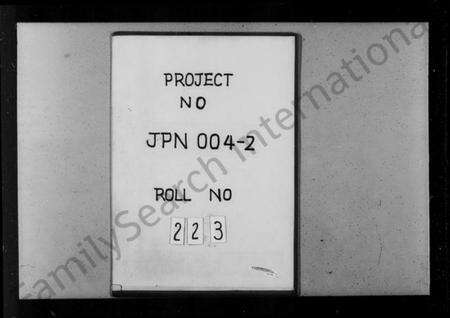 PROJECT
NO
JPN 004-2
ROLL NO
223
FamilySearch International